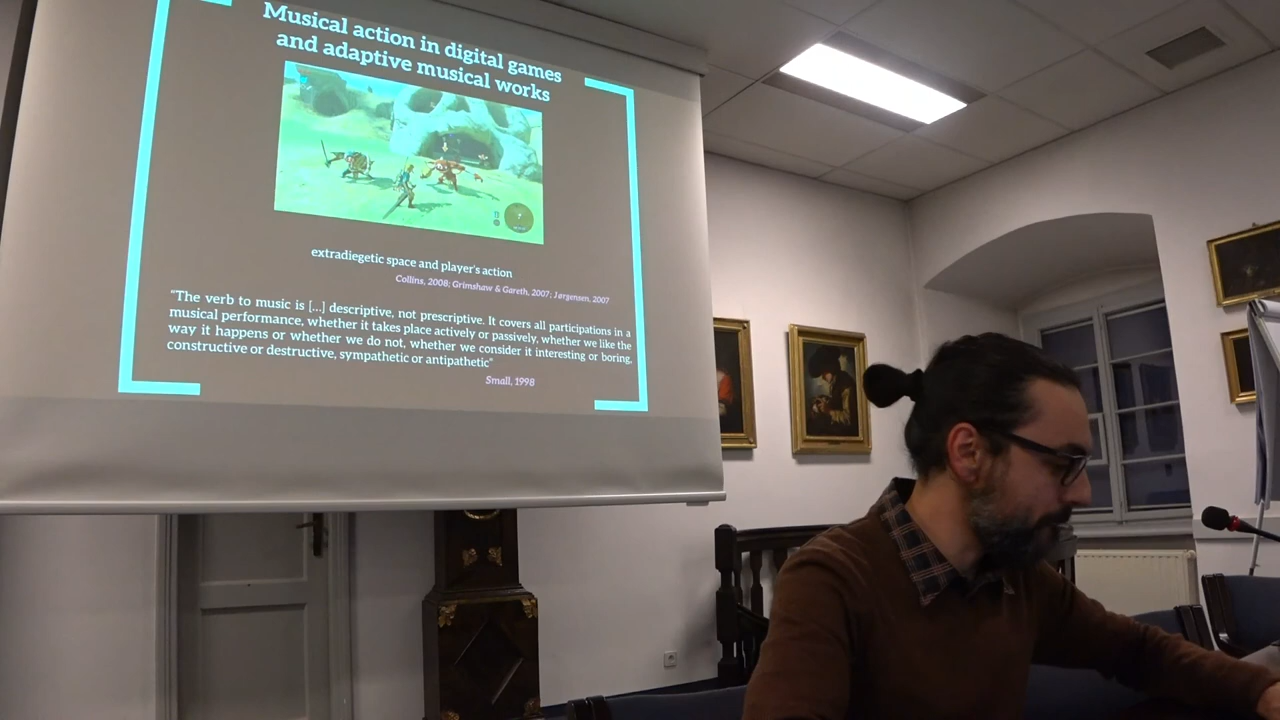 Musical action in digital games
and adaptive musical works
extradiegetic space and player's action
Collins, 2008; Grimshaw & Gareth, 2007; Jørgensen, 2007
"The verb to music is [...] descriptive, not prescriptive. It covers all participations in a
musical performance, whether it takes place actively or passively, whether we like the
way it happens or whether we do not, whether we consider it interesting or boring,
constructive or destructive, sympathetic or antipathetic"
Small, 1998